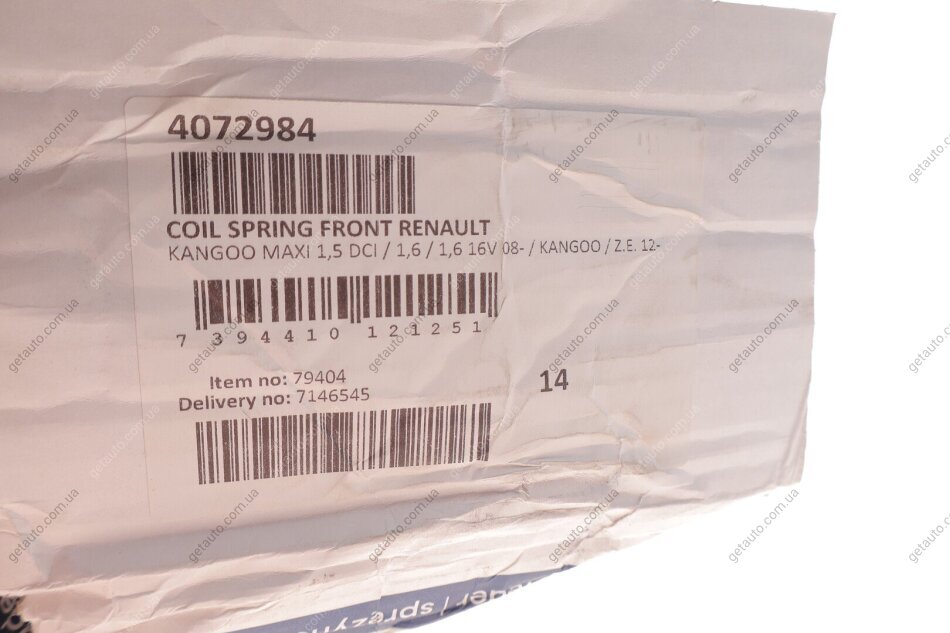 4072984
COIL SPRING FRONT RENAULT
KANGOO MAXI 1,5 DCI / 1,6 / 1,6 16V 08- / KANGOO / Z.E. 12-
7 394410 121251
Item no: 79404
14
Delivery no: 7146545
getauto.com.ua